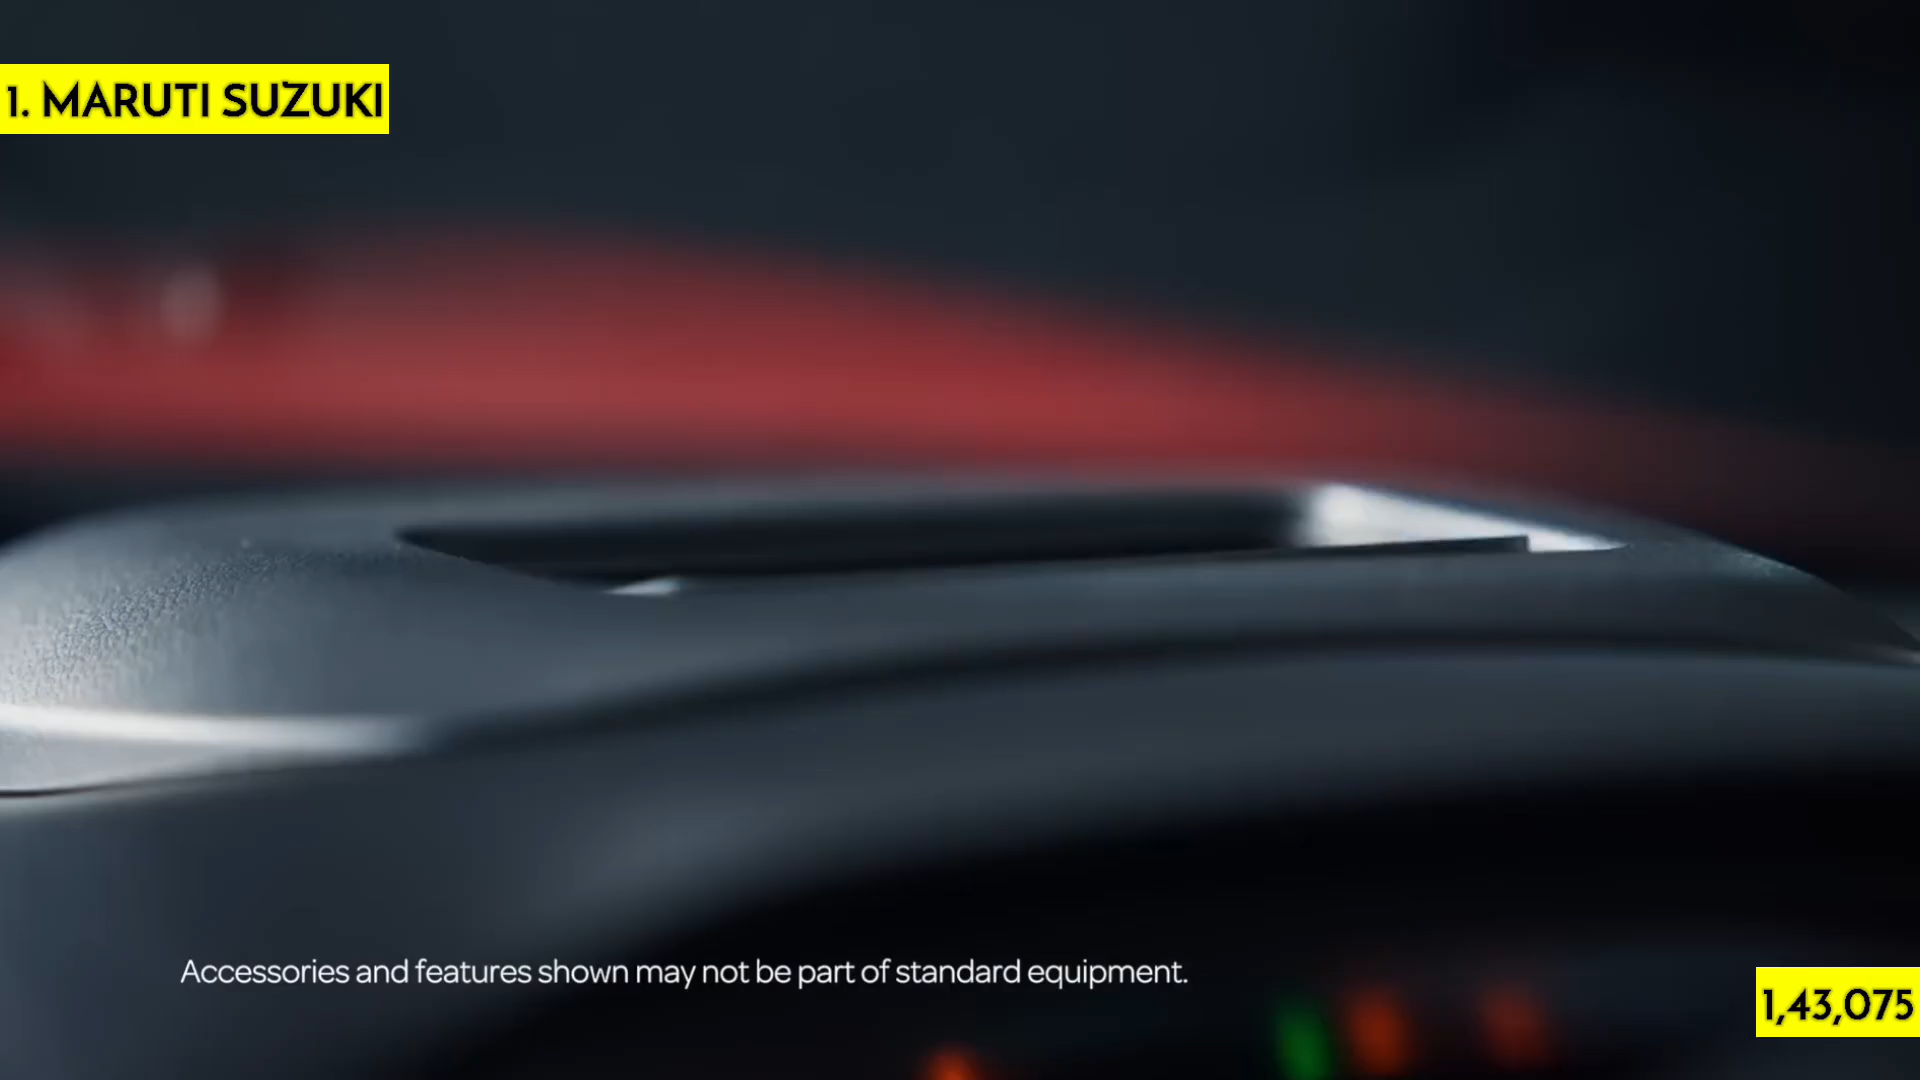 1. MARUTI SUZUKI
Accessories and features shown may not be part of standard equipment.
1,43,075